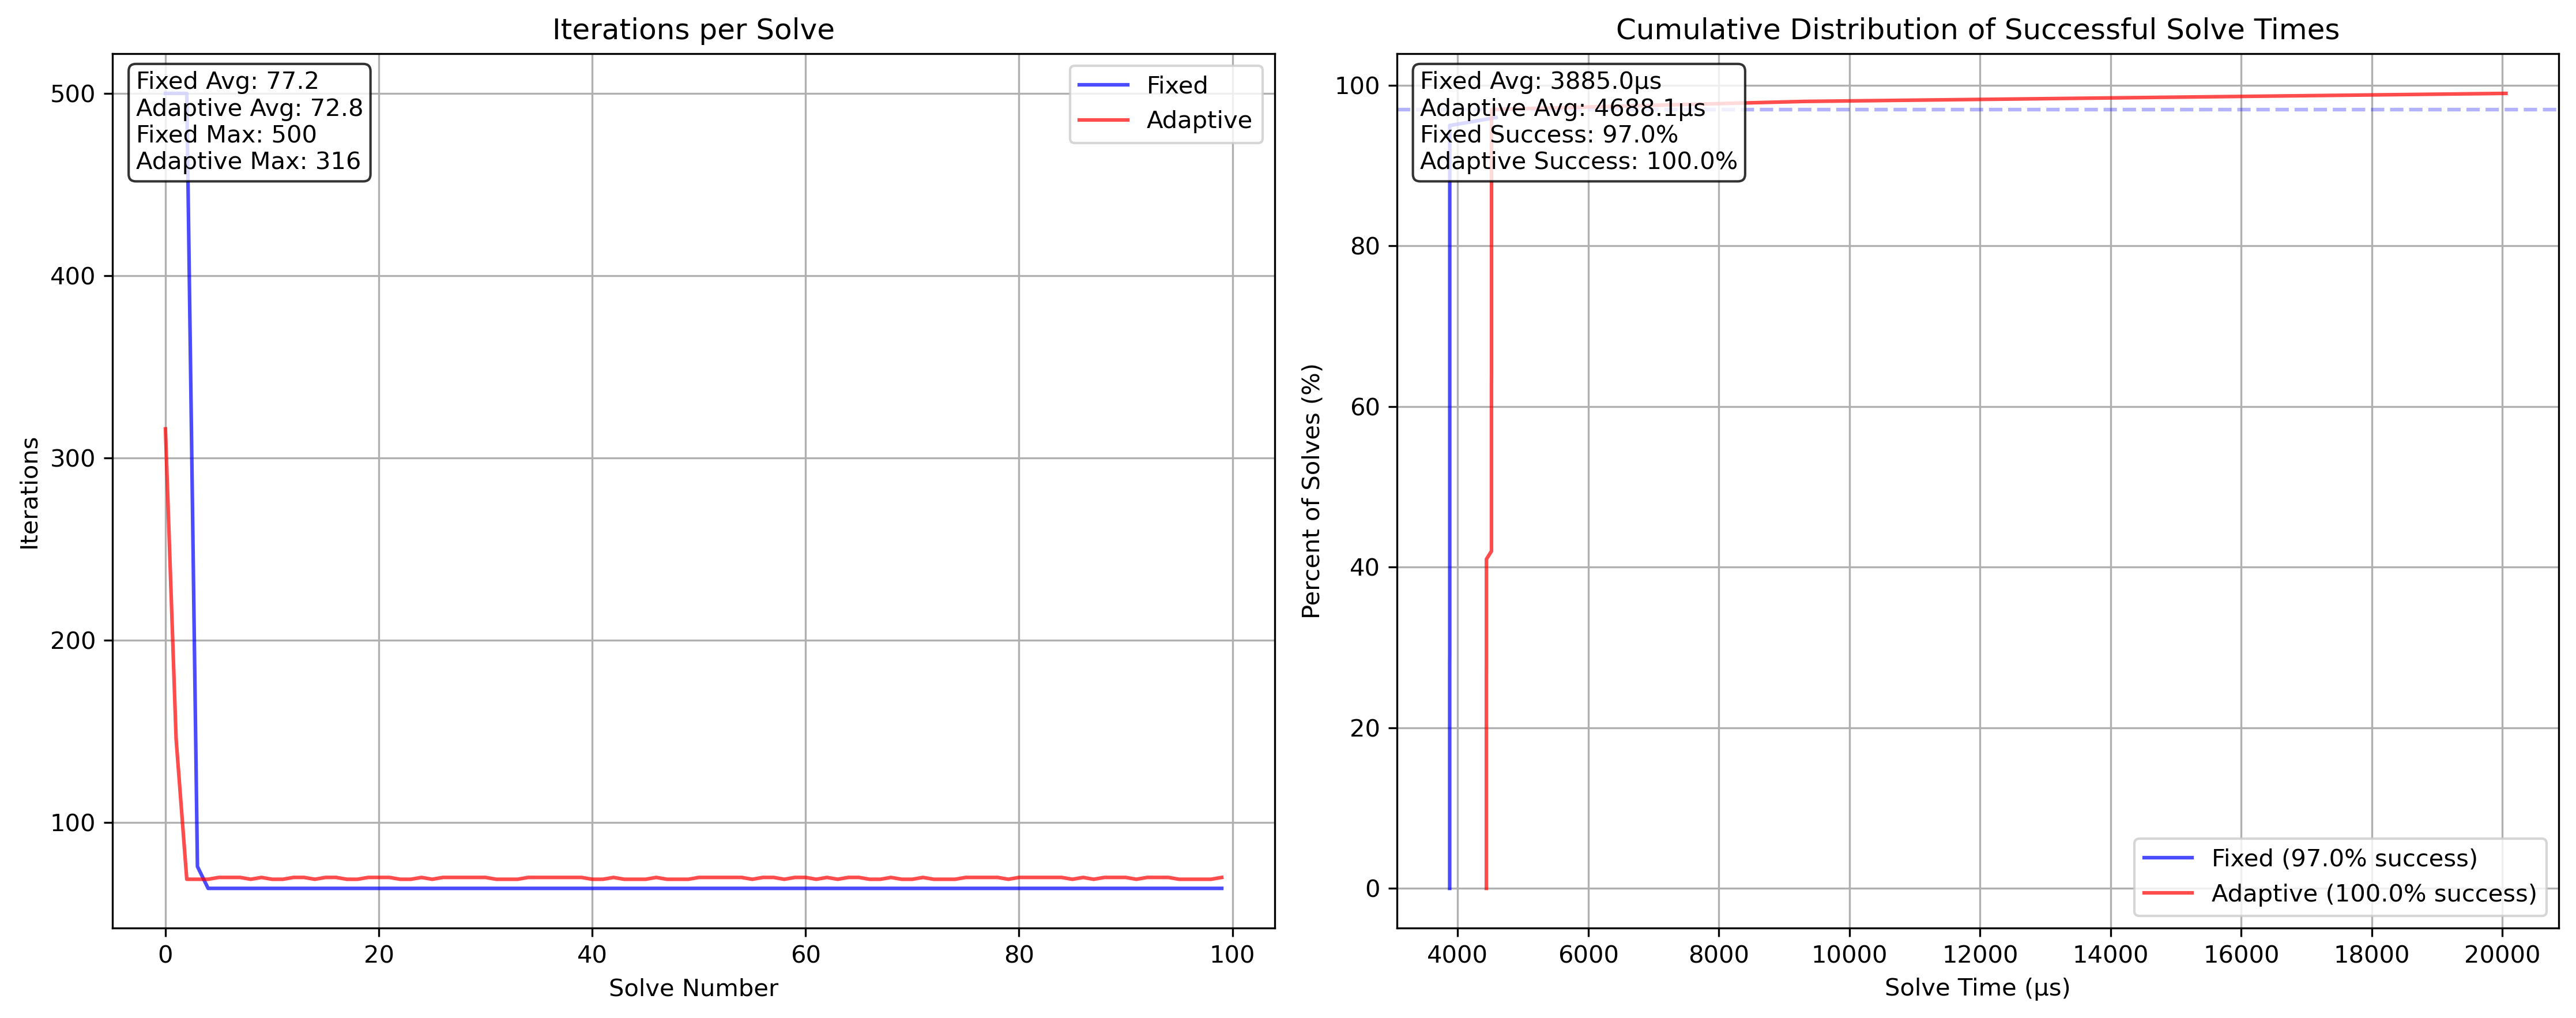 Iterations per Solve
Fixed Avg: 77.2
Adaptive Avg: 72.8
Fixed Max: 500
Adaptive Max: 316
Fixed
Adaptive
500
400
300
200
100
Iterations
0 20 40 60 80 100
Solve Number
Cumulative Distribution of Successful Solve Times
Fixed Avg: 3885.0µs
Adaptive Avg: 4688.1µs
Fixed Success: 97.0%
Adaptive Success: 100.0%
100
80
60
40
20
0
Percent of Solves (%)
Fixed (97.0% success)
Adaptive (100.0% success)
4000 6000 8000 10000 12000 14000 16000 18000 20000
Solve Time (µs)